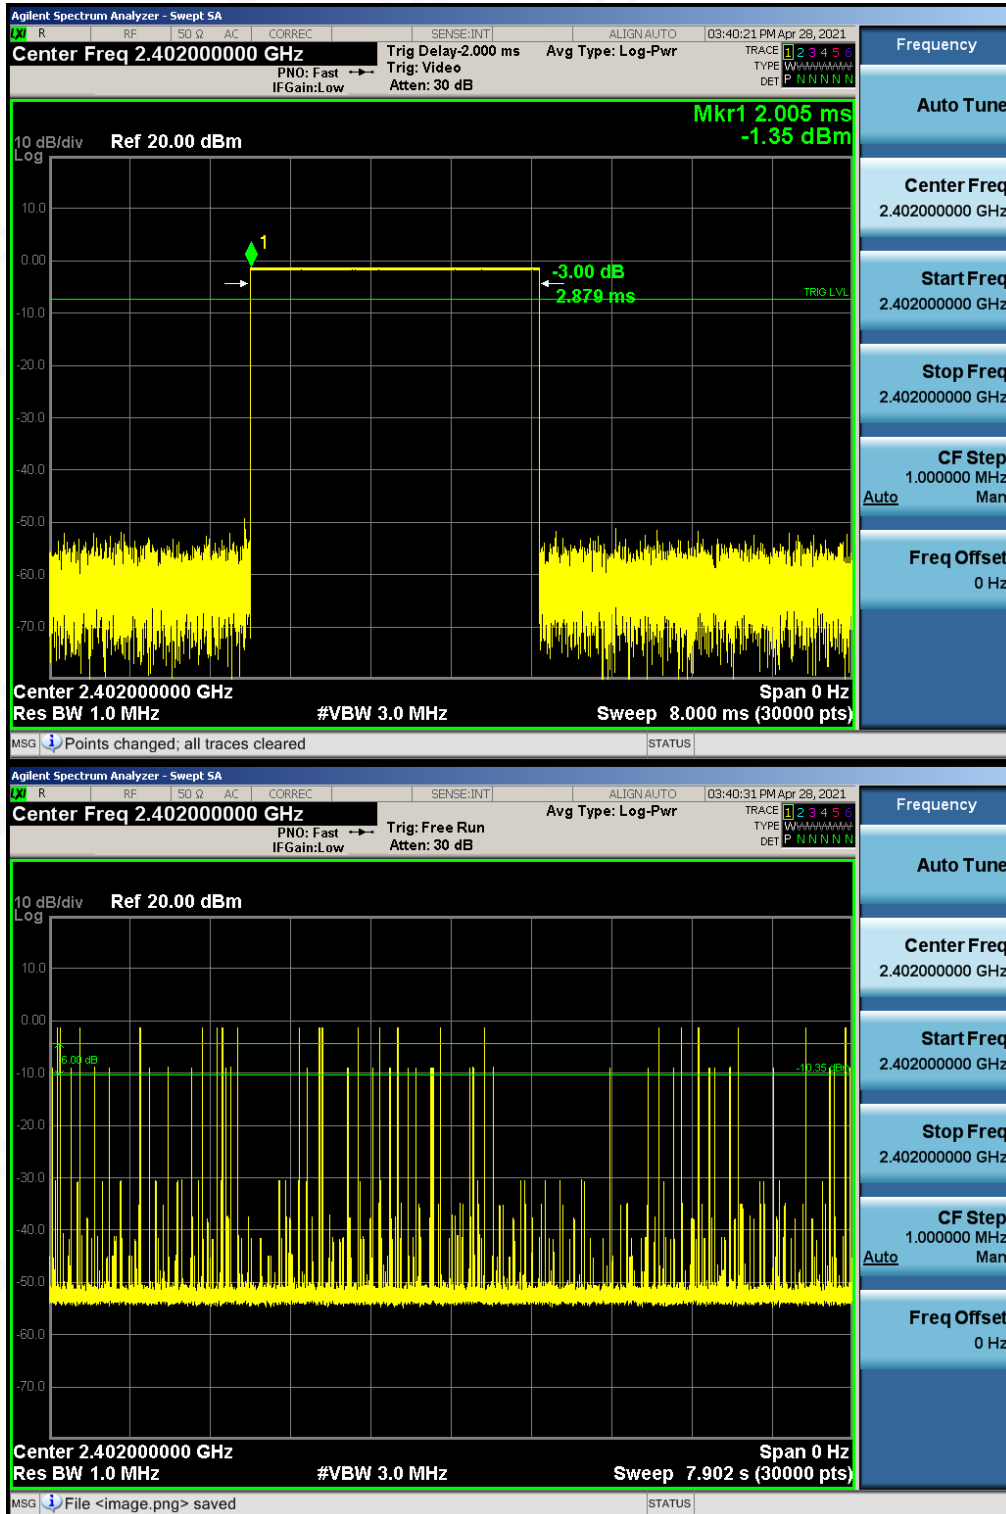 Agilent Spectrum Analyzer - Swept SA
LXI R RF 50 Ω AC CORREC SENSE:INT ALIGN AUTO 03:40:21 PM Apr 28, 2021
Center Freq 2.402000000 GHz
PNO: Fast
IFGain:Low
Trig Delay-2.000 ms
Trig: Video
Atten: 30 dB
Avg Type: Log-Pwr
TRACE 1 2 3 4 5 6
TYPE WWWWWW
DET P N N N N N
Mkr1 2.005 ms
-1.35 dBm
10 dB/div Ref 20.00 dBm
Log
10.0
0.00
-10.0
-20.0
-30.0
-40.0
-50.0
-60.0
-70.0
1
-3.00 dB
2.879 ms
TRIG LVL
Center 2.402000000 GHz Span 0 Hz
Res BW 1.0 MHz #VBW 3.0 MHz Sweep 8.000 ms (30000 pts)
MSG Points changed; all traces cleared STATUS
Frequency
Auto Tune
Center Freq
2.402000000 GHz
Start Freq
2.402000000 GHz
Stop Freq
2.402000000 GHz
CF Step
1.000000 MHz
Auto Man
Freq Offset
0 Hz
Agilent Spectrum Analyzer - Swept SA
LXI R RF 50 Ω AC CORREC SENSE:INT ALIGN AUTO 03:40:31 PM Apr 28, 2021
Center Freq 2.402000000 GHz
PNO: Fast
IFGain:Low
Trig: Free Run
Atten: 30 dB
Avg Type: Log-Pwr
TRACE 1 2 3 4 5 6
TYPE WWWWWW
DET P N N N N N
10 dB/div Ref 20.00 dBm
Log
10.0
0.00
-10.0
-20.0
-30.0
-40.0
-50.0
-60.0
-70.0
6.00 dB
-10.35 dBm
Center 2.402000000 GHz Span 0 Hz
Res BW 1.0 MHz #VBW 3.0 MHz Sweep 7.902 s (30000 pts)
MSG File <image.png> saved STATUS
Frequency
Auto Tune
Center Freq
2.402000000 GHz
Start Freq
2.402000000 GHz
Stop Freq
2.402000000 GHz
CF Step
1.000000 MHz
Auto Man
Freq Offset
0 Hz